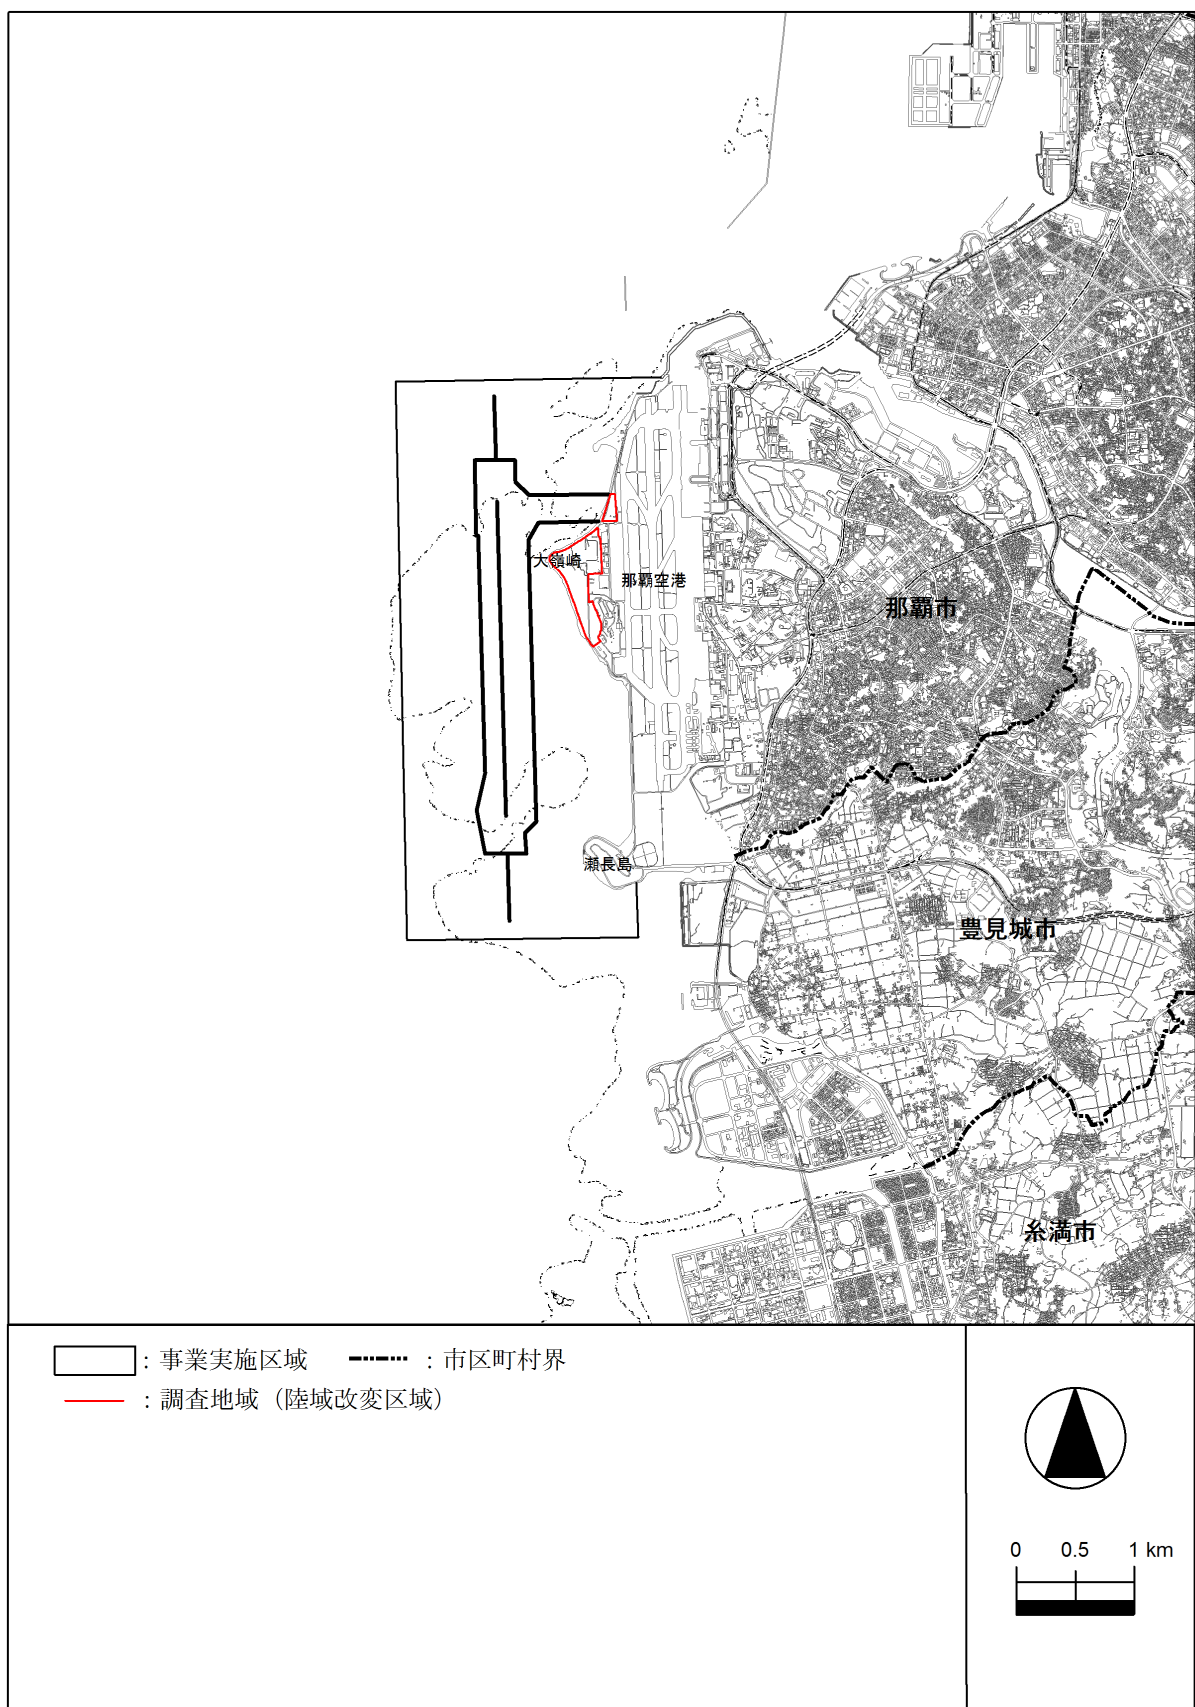 大嶺崎
那覇空港
那覇市
瀬長島
豊見城市
糸満市
：事業実施区域
：市区町村界
：調査地域（陸域改変区域）
0 0.5 1 km